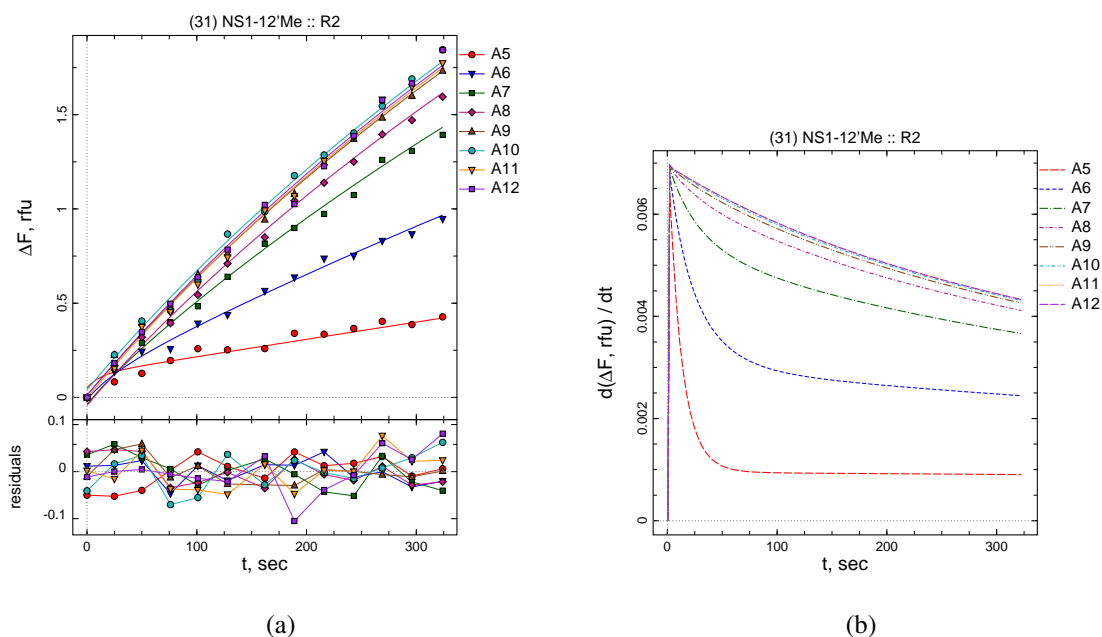 (31) NS1-12'Me :: R2
ΔF, rfu
0
0.5
1
1.5
A5
A6
A7
A8
A9
A10
A11
A12
residuals
0.1
0
-0.1
0
100
200
300
t, sec
(a)
(31) NS1-12'Me :: R2
d(ΔF, rfu) / dt
0
0.002
0.004
0.006
A5
A6
A7
A8
A9
A10
A11
A12
0
100
200
300
t, sec
(b)